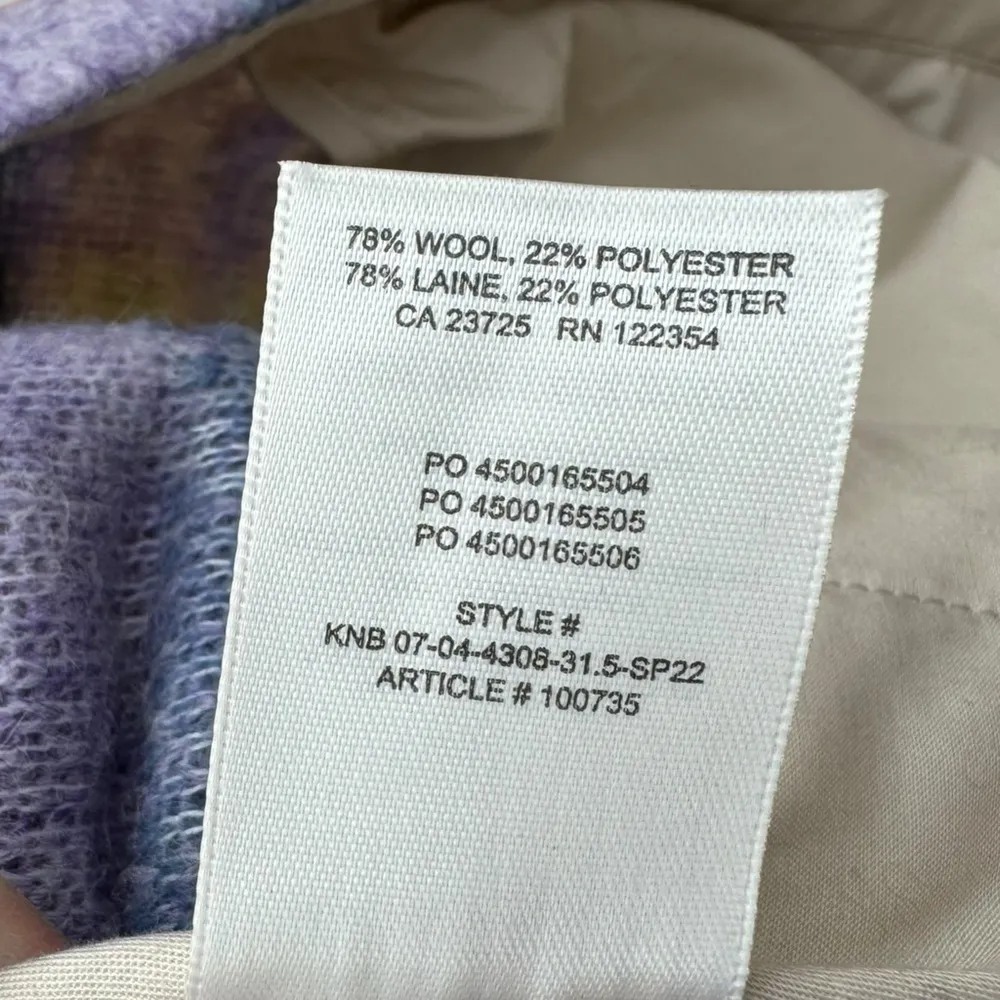 78% WOOL, 22% POLYESTER
78% LAINE, 22% POLYESTER
CA 23725 RN 122354
PO 4500165504
PO 4500165505
PO 4500165506
STYLE #
KNB 07-04-4308-31.5-SP22
ARTICLE # 100735